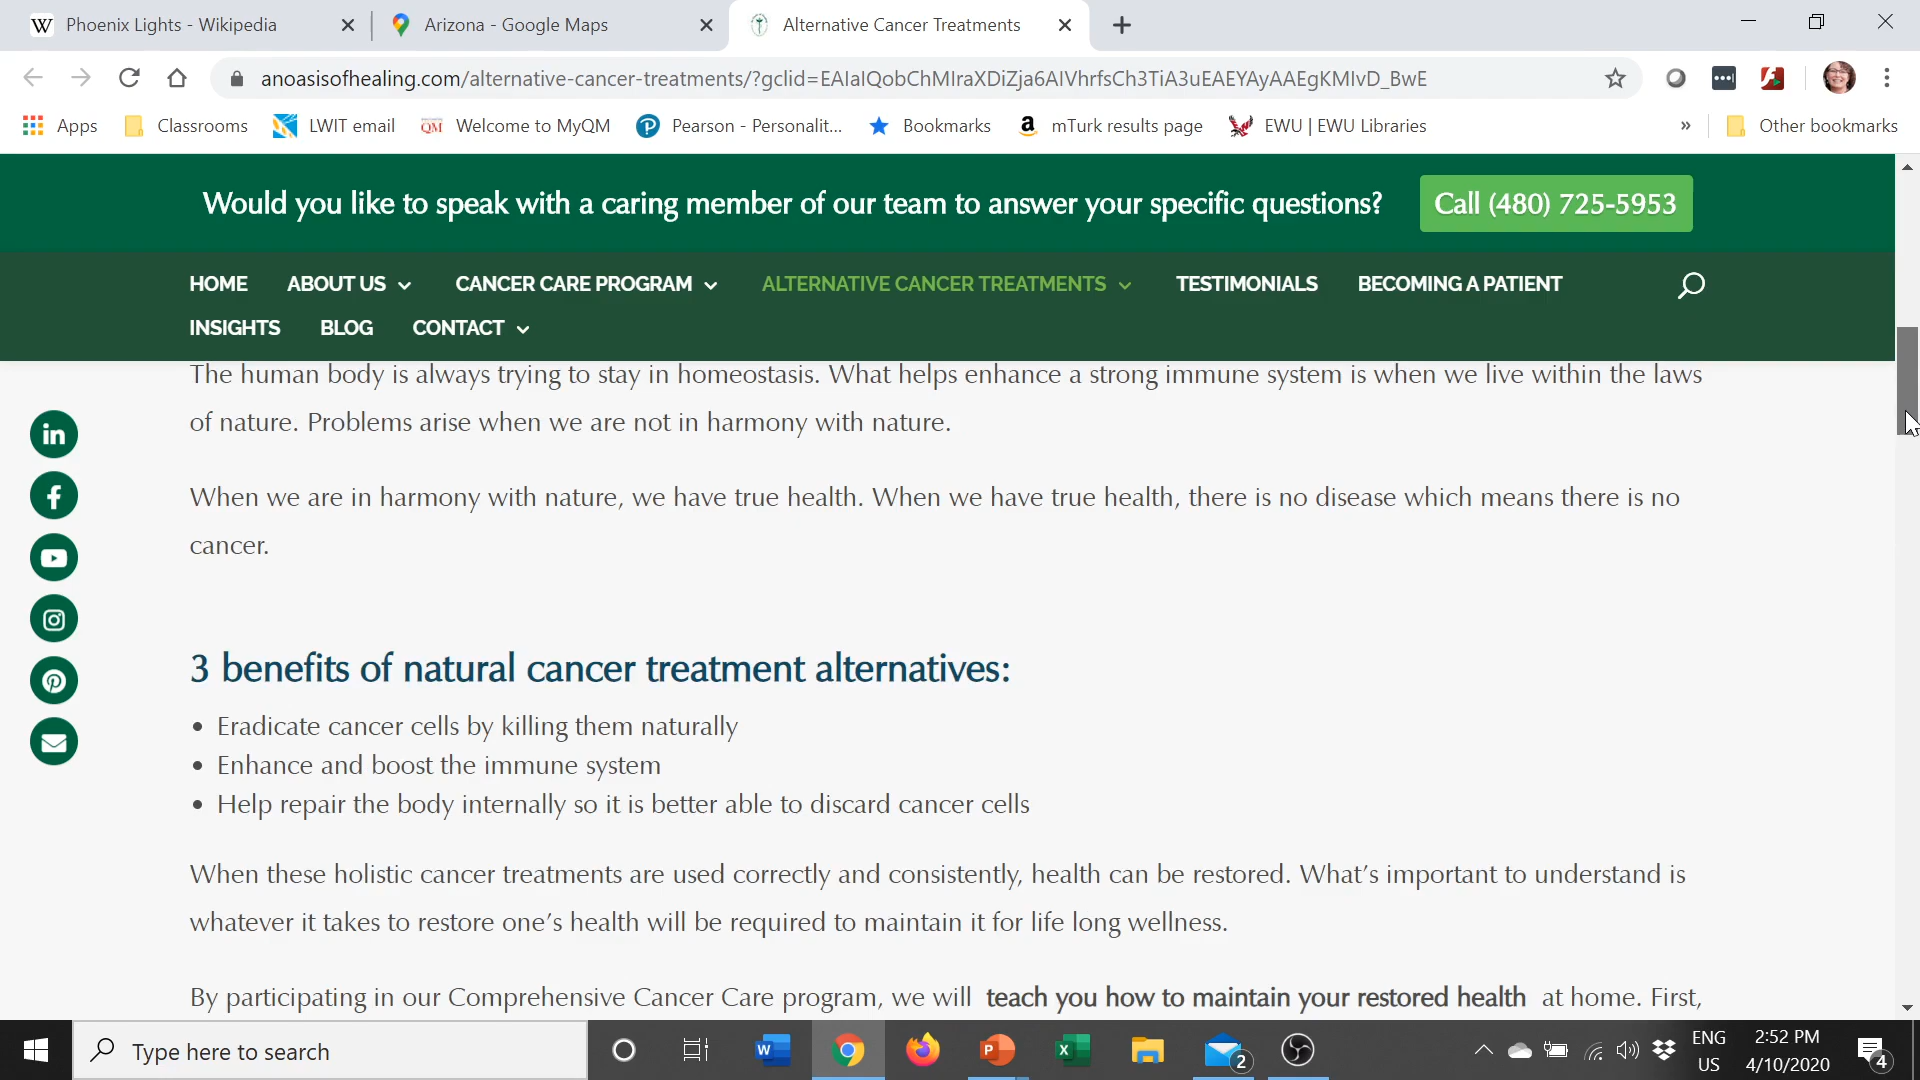 Phoenix Lights - Wikipedia
Arizona - Google Maps
Alternative Cancer Treatments
anoasisofhealing.com/alternative-cancer-treatments/?gclid=EAIaIQobChMIraXDiZja6AIVhrfsCh3TiA3uEAEYAyAAEgKMIvD_BwE
Apps
Classrooms
LWIT email
QM Welcome to MyQM
Pearson - Personalit...
Bookmarks
mTurk results page
EWU | EWU Libraries
»
Other bookmarks
Would you like to speak with a caring member of our team to answer your specific questions?
Call (480) 725-5953
HOME ABOUT US CANCER CARE PROGRAM ALTERNATIVE CANCER TREATMENTS TESTIMONIALS BECOMING A PATIENT
INSIGHTS BLOG CONTACT
The human body is always trying to stay in homeostasis. What helps enhance a strong immune system is when we live within the laws
of nature. Problems arise when we are not in harmony with nature.
When we are in harmony with nature, we have true health. When we have true health, there is no disease which means there is no
cancer.
3 benefits of natural cancer treatment alternatives:
• Eradicate cancer cells by killing them naturally
• Enhance and boost the immune system
• Help repair the body internally so it is better able to discard cancer cells
When these holistic cancer treatments are used correctly and consistently, health can be restored. What's important to understand is
whatever it takes to restore one's health will be required to maintain it for life long wellness.
By participating in our Comprehensive Cancer Care program, we will teach you how to maintain your restored health at home. First,
Type here to search
2
ENG
US
2:52 PM
4/10/2020
4